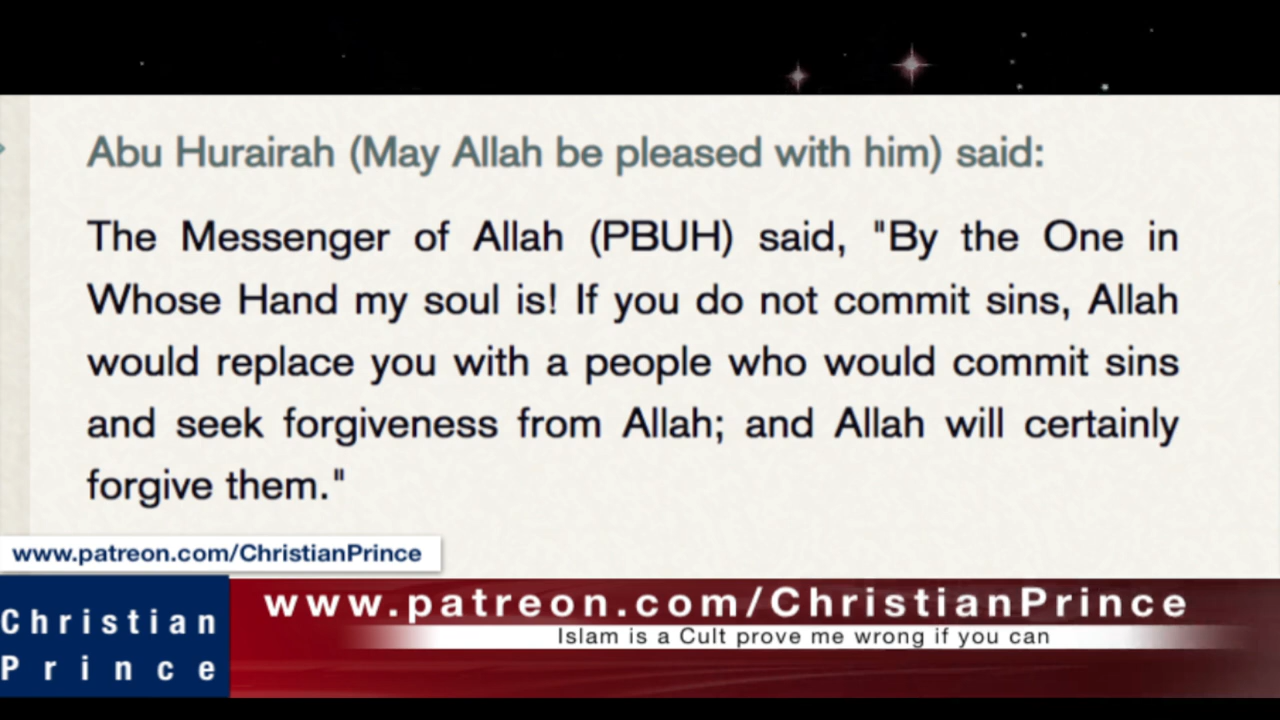 Abu Hurairah (May Allah be pleased with him) said:
The Messenger of Allah (PBUH) said, "By the One in
Whose Hand my soul is! If you do not commit sins, Allah
would replace you with a people who would commit sins
and seek forgiveness from Allah; and Allah will certainly
forgive them."
www.patreon.com/ChristianPrince
Christian
Prince
www.patreon.com/ChristianPrince
Islam is a Cult prove me wrong if you can